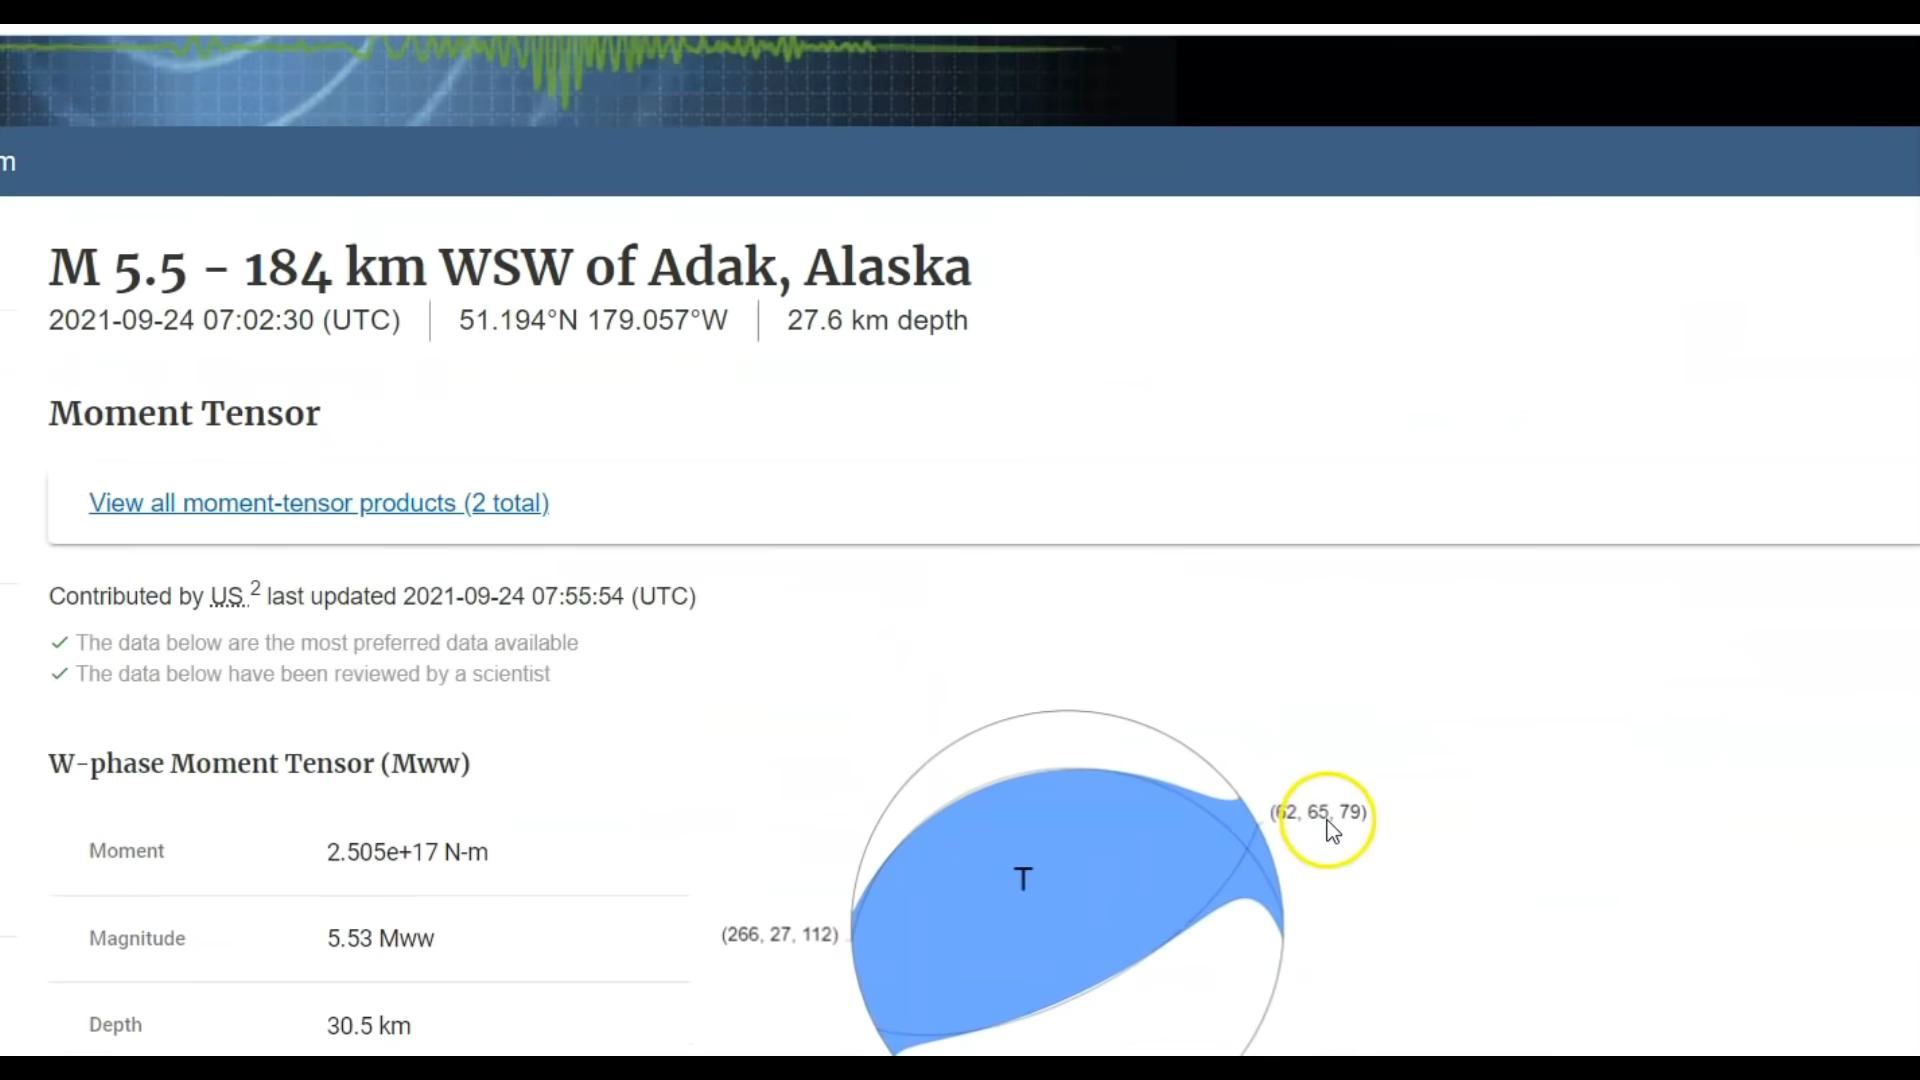 m
M 5.5 - 184 km WSW of Adak, Alaska
2021-09-24 07:02:30 (UTC) 51.194°N 179.057°W 27.6 km depth
Moment Tensor
View all moment-tensor products (2 total)
Contributed by US 2 last updated 2021-09-24 07:55:54 (UTC)
✓ The data below are the most preferred data available
✓ The data below have been reviewed by a scientist
W-phase Moment Tensor (Mww)
(62, 65, 79)
Moment 2.505e+17 N-m
T
(266, 27, 112)
Magnitude 5.53 Mww
Depth 30.5 km